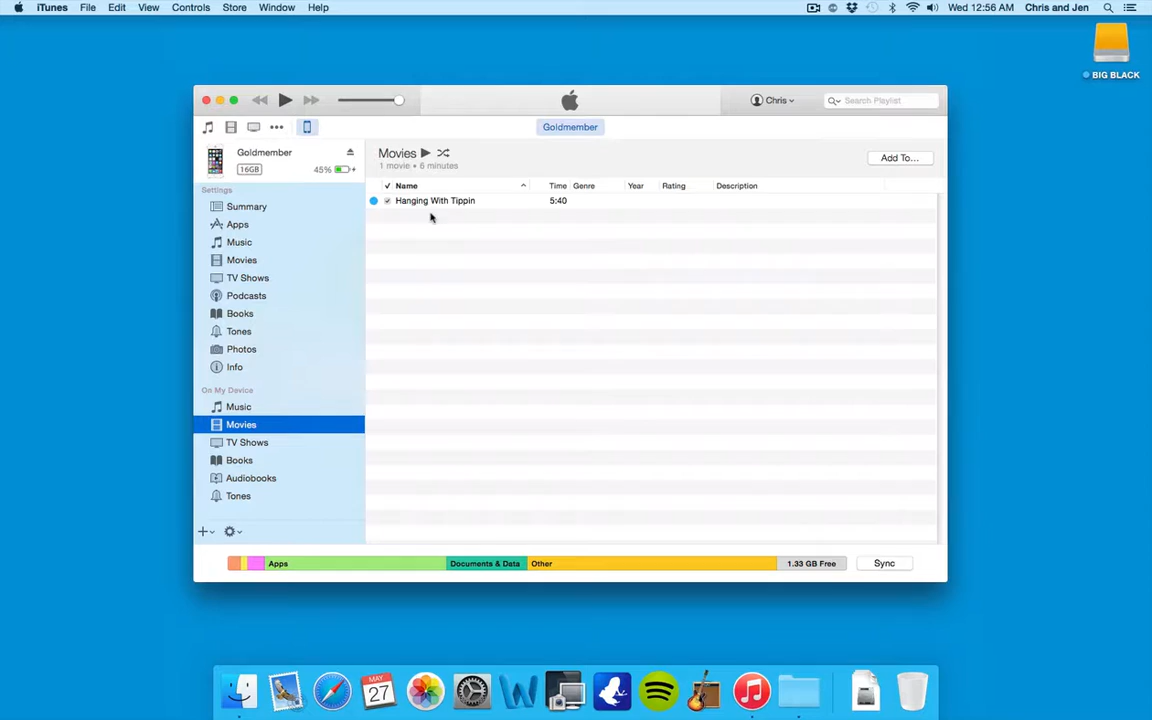 iTunes File Edit View Controls Store Window Help
Wed 12:56 AM Chris and Jen
BIG BLACK
Chris
Search Playlist
Goldmember
Goldmember
16GB 45%
Settings
Summary
Apps
Music
Movies
TV Shows
Podcasts
Books
Tones
Photos
Info
On My Device
Music
Movies
TV Shows
Books
Audiobooks
Tones
Movies
1 movie • 6 minutes
Add To...
Name Time Genre Year Rating Description
Hanging With Tippin 5:40
Apps Documents & Data Other 1.33 GB Free Sync
MAY
27